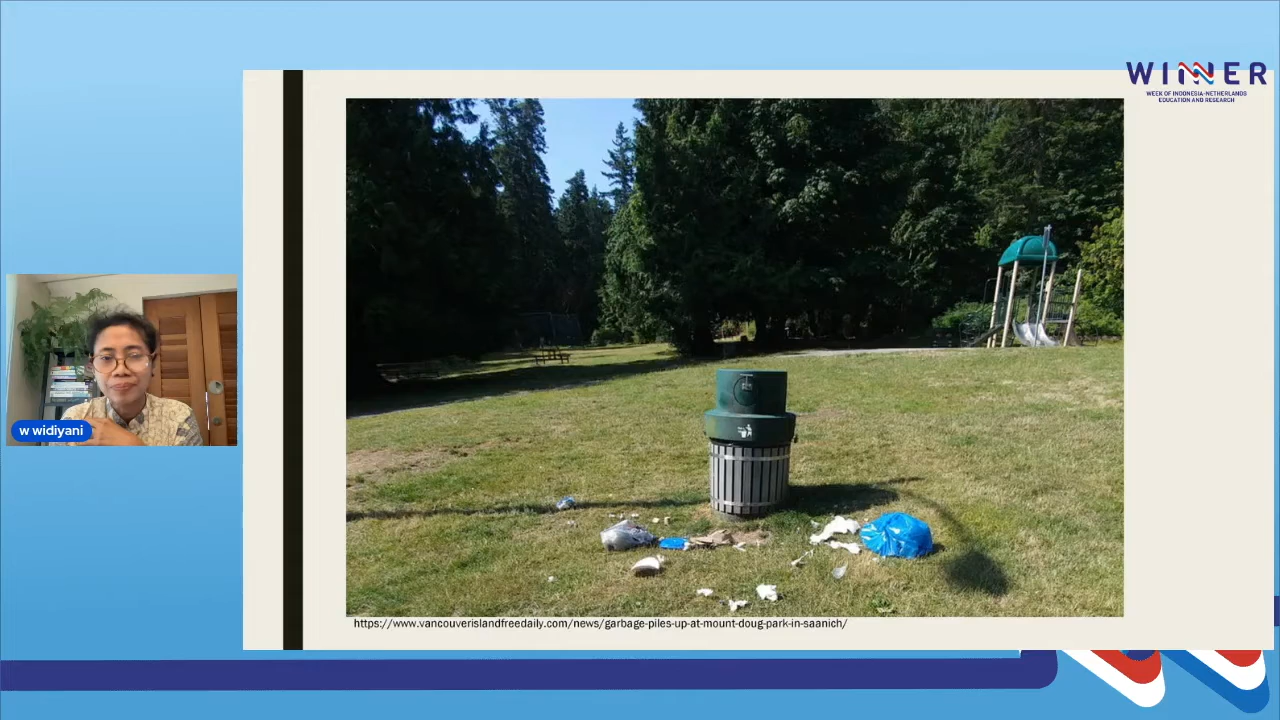 WINNER
WEEK OF INDONESIA-NETHERLANDS
EDUCATION AND RESEARCH
w widiyani
https://www.vancouverislandfreedaily.com/news/garbage-piles-up-at-mount-doug-park-in-saanich/